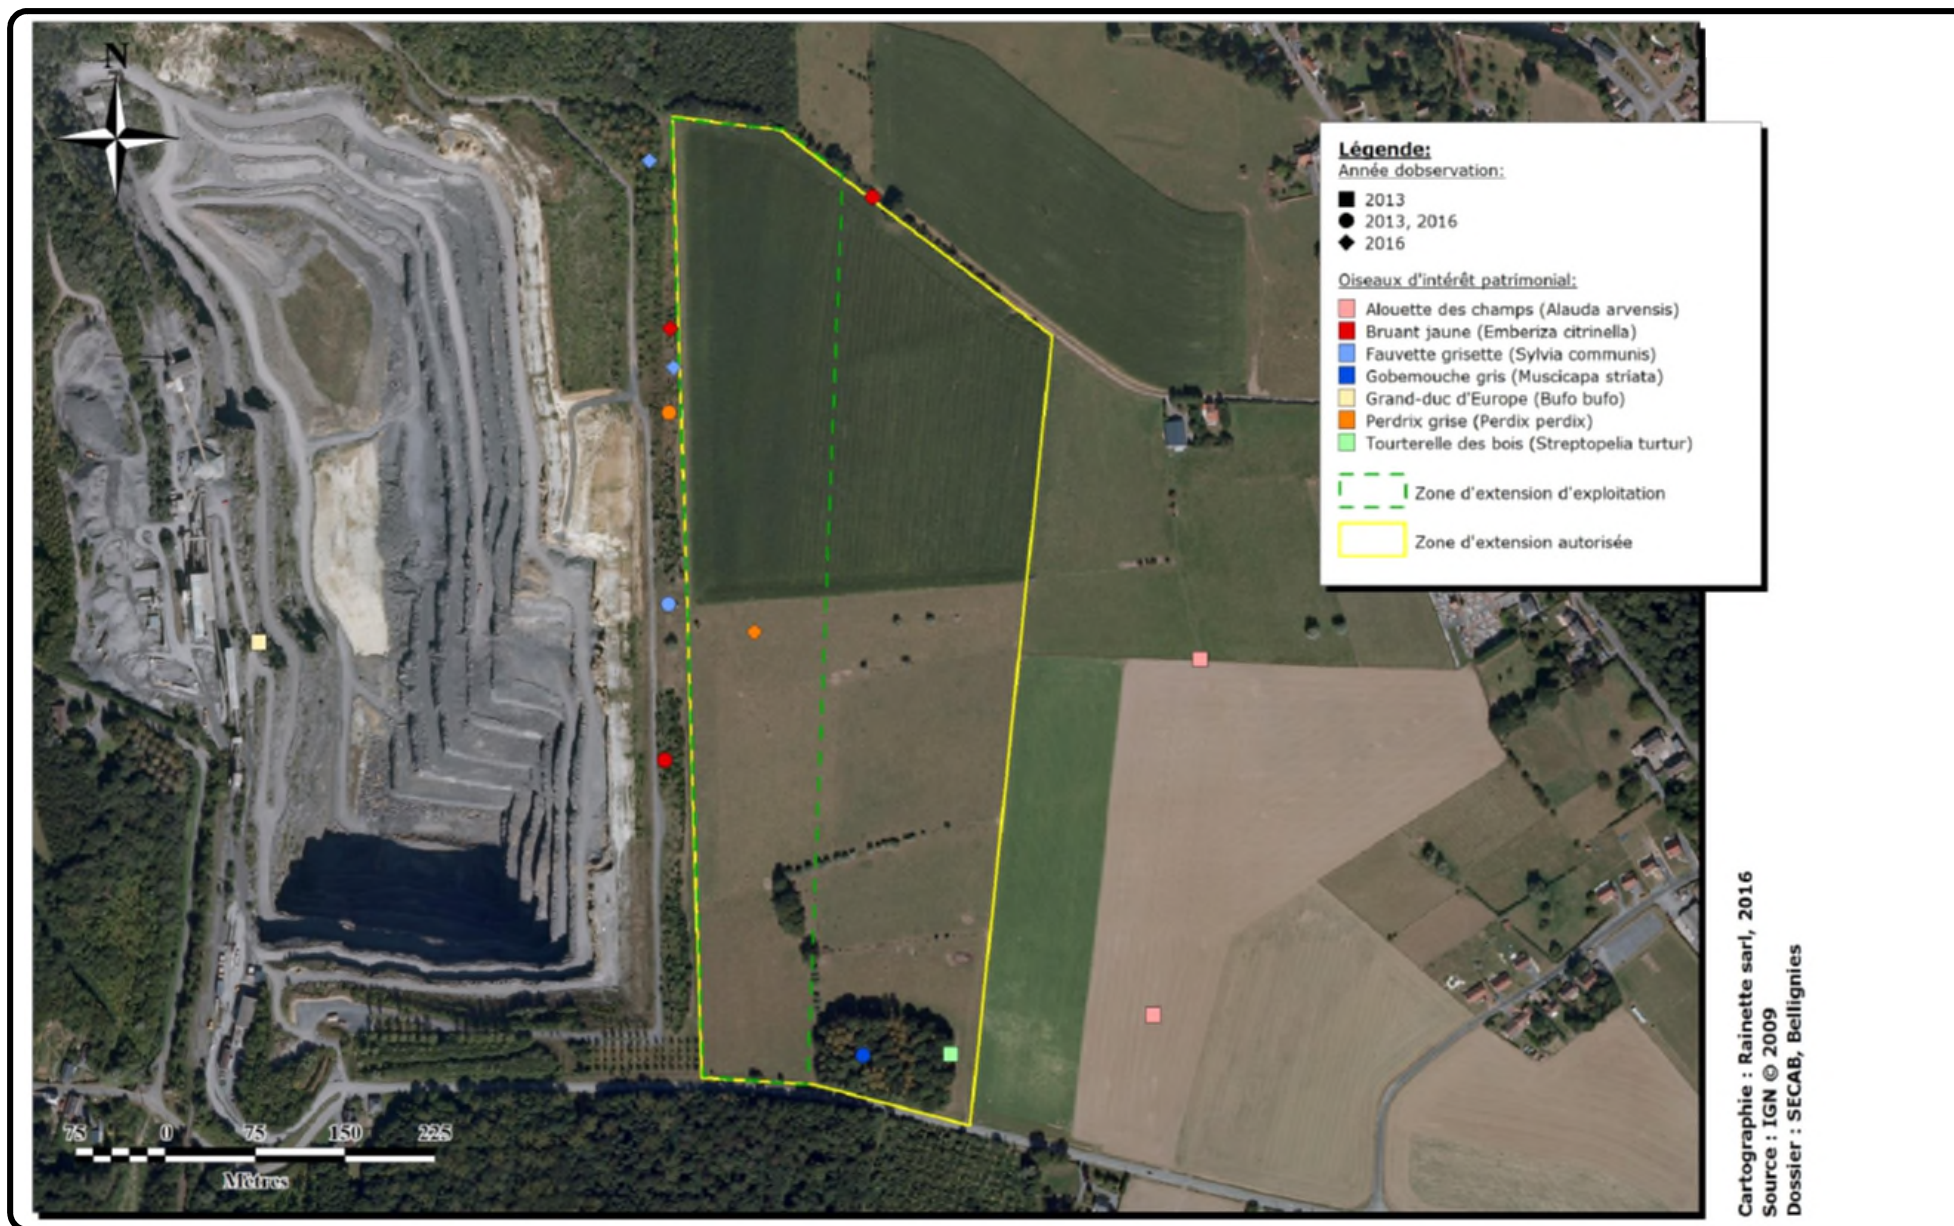 N
Légende:
Année dobservation:
2013
2013, 2016
2016
Oiseaux d'intérêt patrimonial:
Alouette des champs (Alauda arvensis)
Bruant jaune (Emberiza citrinella)
Fauvette grisette (Sylvia communis)
Gobemouche gris (Muscicapa striata)
Grand-duc d'Europe (Bufo bufo)
Perdrix grise (Perdix perdix)
Tourterelle des bois (Streptopelia turtur)
Zone d'extension d'exploitation
Zone d'extension autorisée
75 0 75 150 225
Mètres
Cartographie : Rainette sarl, 2016
Source : IGN © 2009
Dossier : SECAB, Bellignies